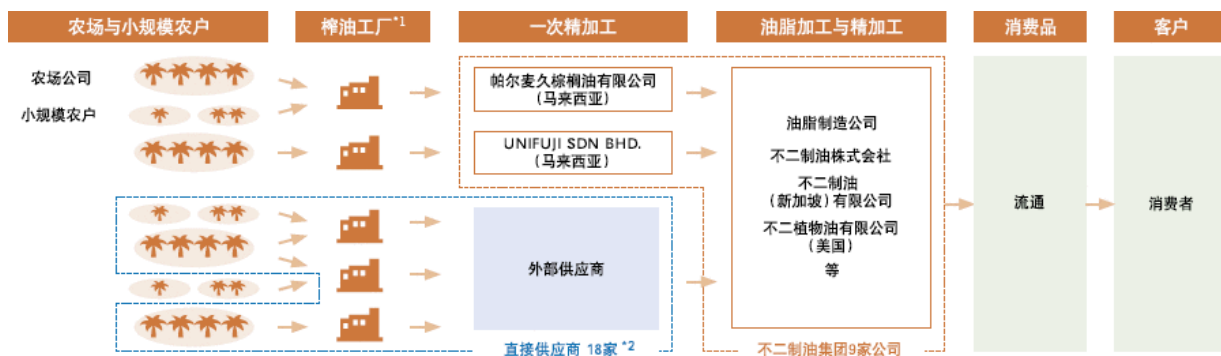 农场与小规模农户
榨油工厂*1
一次精加工
油脂加工与精加工
消费品
客户
农场公司
小规模农户
帕尔麦久棕榈油有限公司
(马来西亚)
UNIFUJI SDN BHD.
(马来西亚)
外部供应商
直接供应商 18家 *2
油脂制造公司
不二制油株式会社
不二制油
(新加坡)有限公司
不二植物油有限公司
(美国)
等
不二制油集团9家公司
流通
消费者